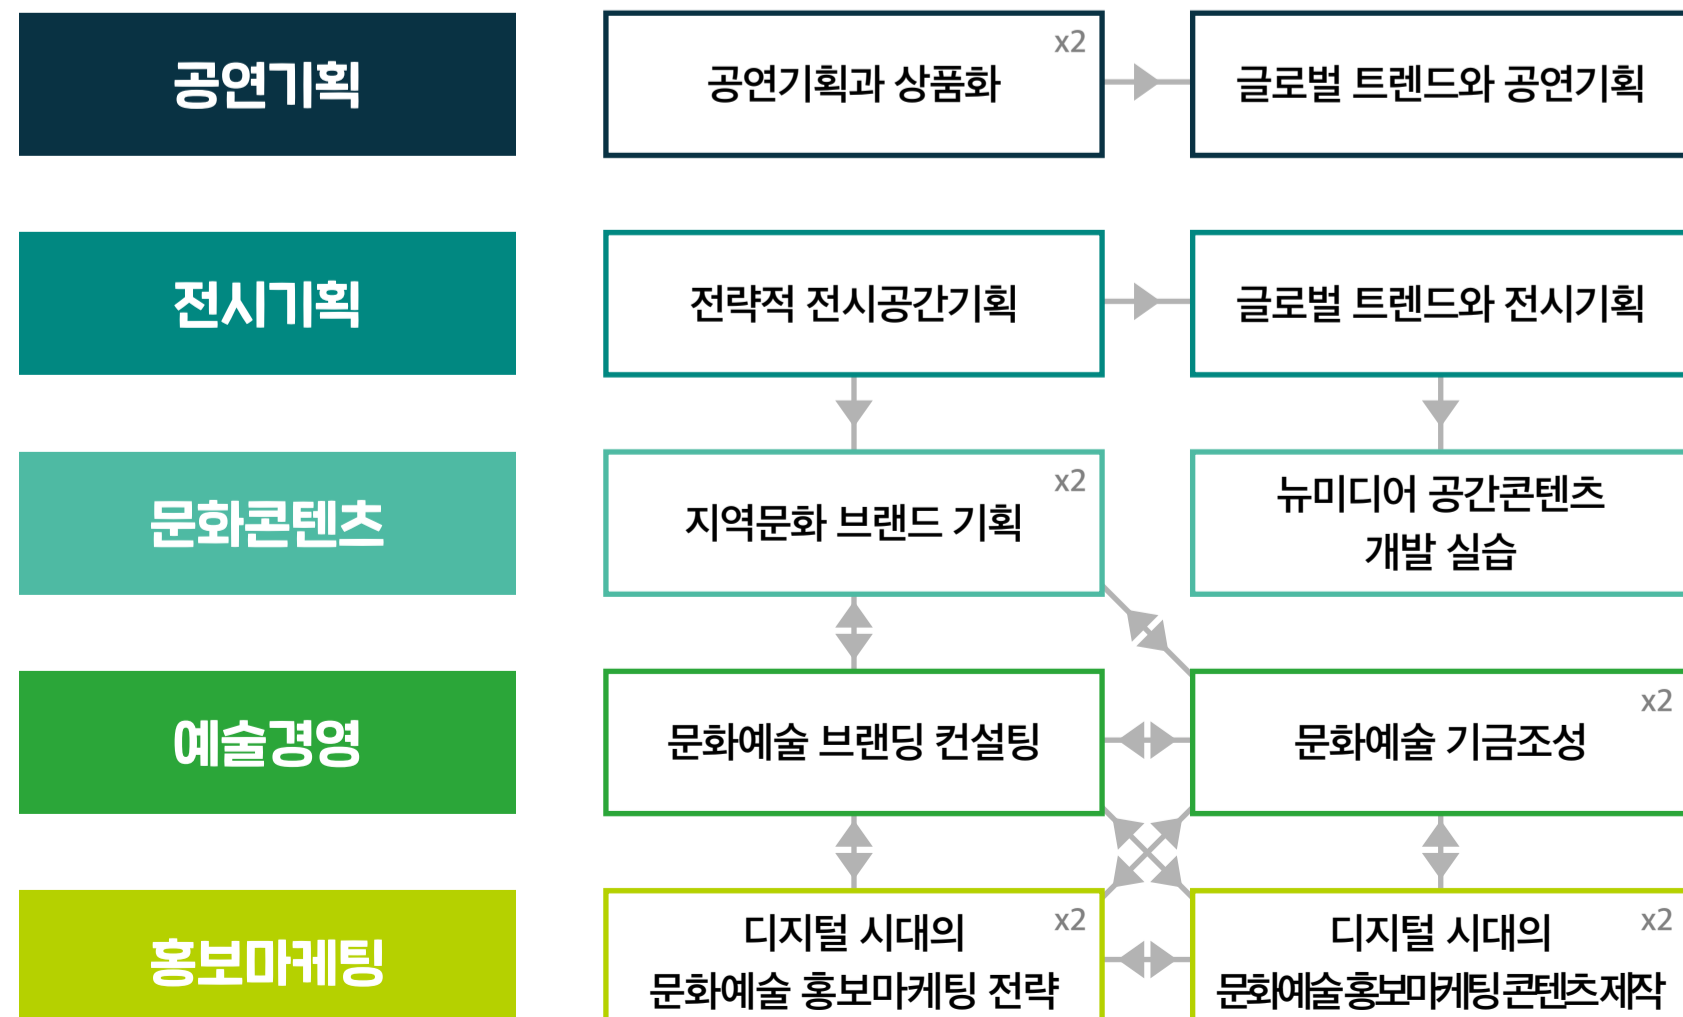 공연기획
x2
공연기획과 상품화
글로벌 트렌드와 공연기획
전시기획
전략적 전시공간기획
글로벌 트렌드와 전시기획
문화콘텐츠
x2
지역문화 브랜드 기획
뉴미디어 공간콘텐츠
개발 실습
예술경영
문화예술 브랜딩 컨설팅
x2
문화예술 기금조성
홍보마케팅
x2
디지털 시대의
문화예술 홍보마케팅 전략
x2
디지털 시대의
문화예술 홍보마케팅 콘텐츠 제작